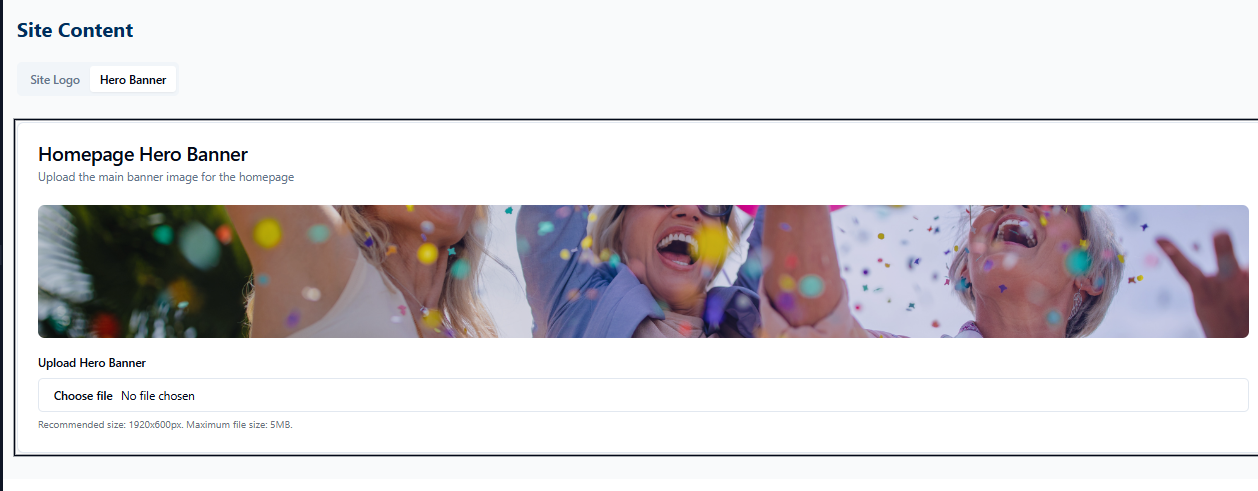 Site Content
Site Logo
Hero Banner
Homepage Hero Banner
Upload the main banner image for the homepage
Upload Hero Banner
Choose file No file chosen
Recommended size: 1920x600px. Maximum file size: 5MB.